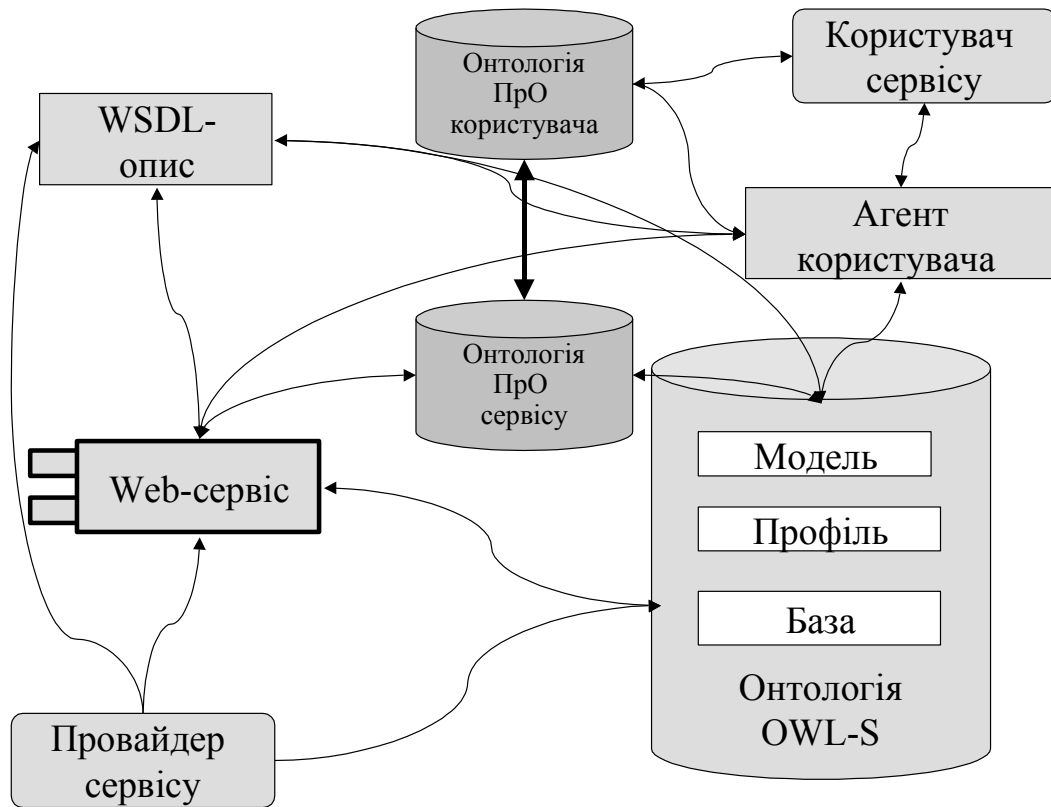 Онтологія
ПрО
користувача
Користувач
сервісу
WSDL-
опис
Агент
користувача
Онтологія
ПрО
сервісу
Модель
Web-сервіс
Профіль
База
Онтологія
OWL-S
Провайдер
сервісу